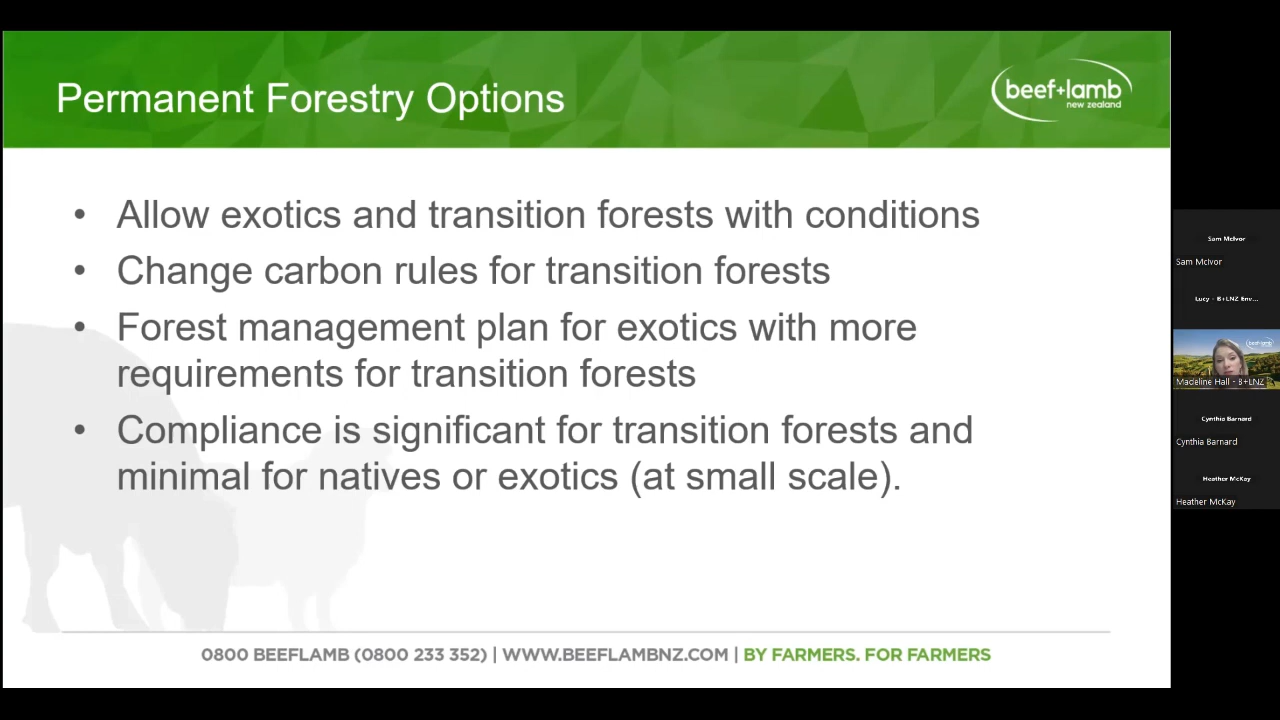 Permanent Forestry Options
beef+lamb
new zealand
• Allow exotics and transition forests with conditions
• Change carbon rules for transition forests
• Forest management plan for exotics with more
requirements for transition forests
• Compliance is significant for transition forests and
minimal for natives or exotics (at small scale).
0800 BEEFLAMB (0800 233 352) | WWW.BEEFLAMBNZ.COM | BY FARMERS. FOR FARMERS
Sam McIvor
Sam McIvor
Lucy - B+LNZ Env...
beef+lamb
Madeline Hall - B+LNZ
Cynthia Barnard
Cynthia Barnard
Heather McKay
Heather McKay